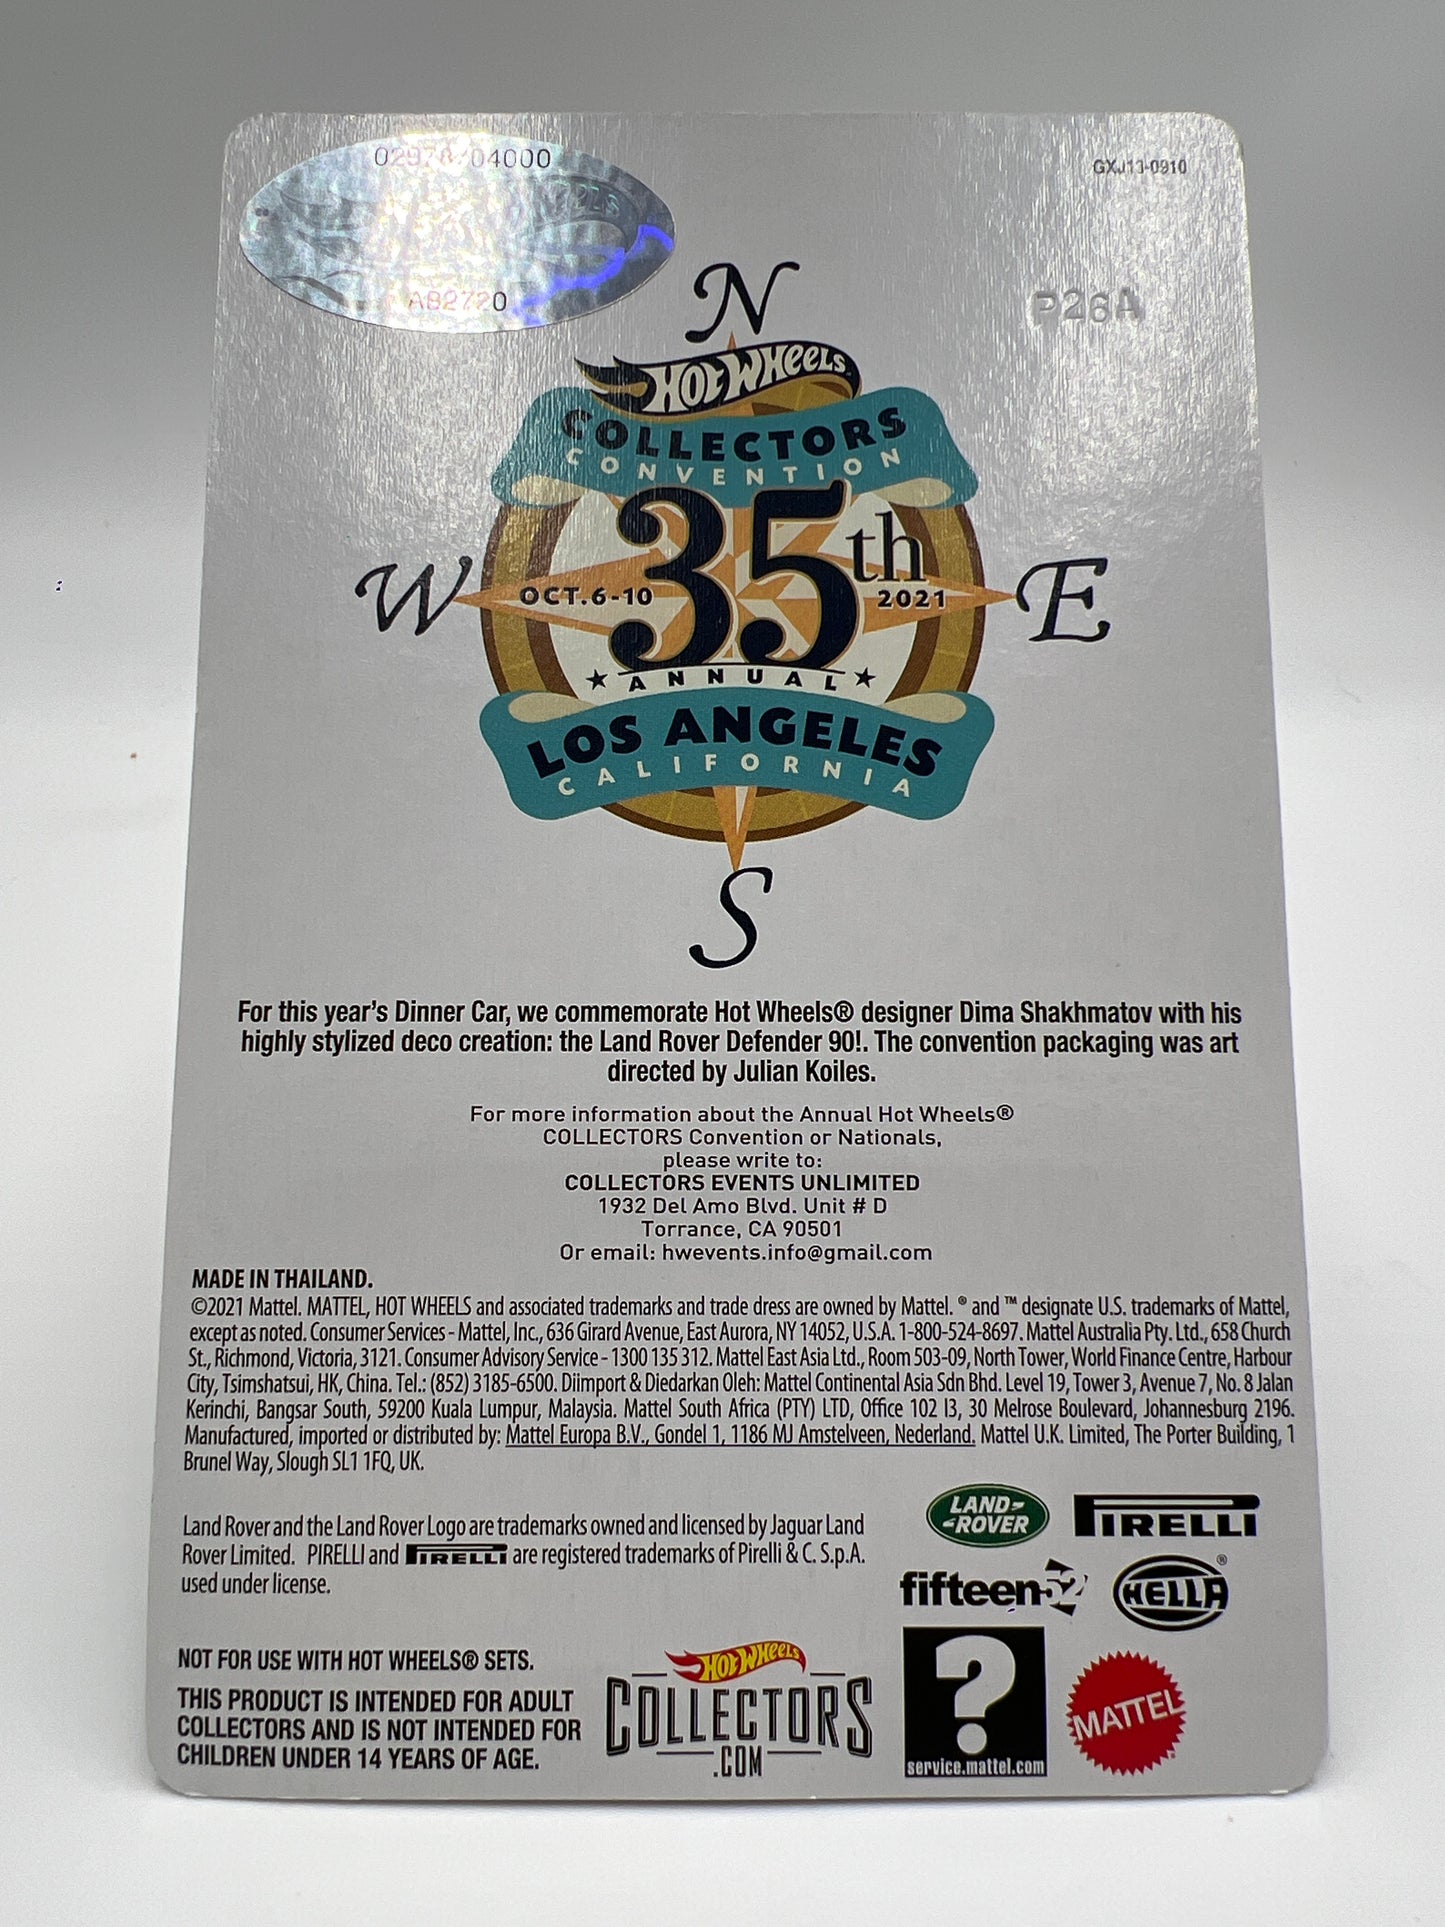 04000
GXJ13-0910
AB2720
P26A
N
HOT WHEELS
COLLECTORS
CONVENTION
35th
W
OCT.6-10
2021
E
★ANNUAL★
LOS ANGELES
CALIFORNIA
S
For this year's Dinner Car, we commemorate Hot Wheels® designer Dima Shakhmatov with his
highly stylized deco creation: the Land Rover Defender 90!. The convention packaging was art
directed by Julian Koiles.
For more information about the Annual Hot Wheels®
COLLECTORS Convention or Nationals,
please write to:
COLLECTORS EVENTS UNLIMITED
1932 Del Amo Blvd. Unit # D
Torrance, CA 90501
Or email: hwevents.info@gmail.com
MADE IN THAILAND.
©2021 Mattel. MATTEL, HOT WHEELS and associated trademarks and trade dress are owned by Mattel. ® and ™ designate U.S. trademarks of Mattel,
except as noted. Consumer Services - Mattel, Inc., 636 Girard Avenue, East Aurora, NY 14052, U.S.A. 1-800-524-8697. Mattel Australia Pty. Ltd., 658 Church
St., Richmond, Victoria, 3121. Consumer Advisory Service - 1300 135 312. Mattel East Asia Ltd., Room 503-09, North Tower, World Finance Centre, Harbour
City, Tsimshatsui, HK, China. Tel.: (852) 3185-6500. Diimport & Diedarkan Oleh: Mattel Continental Asia Sdn Bhd. Level 19, Tower 3, Avenue 7, No. 8 Jalan
Kerinchi, Bangsar South, 59200 Kuala Lumpur, Malaysia. Mattel South Africa (PTY) LTD, Office 102 I3, 30 Melrose Boulevard, Johannesburg 2196.
Manufactured, imported or distributed by: Mattel Europa B.V., Gondel 1, 1186 MJ Amstelveen, Nederland. Mattel U.K. Limited, The Porter Building, 1
Brunel Way, Slough SL1 1FQ, UK.
Land Rover and the Land Rover Logo are trademarks owned and licensed by Jaguar Land
Rover Limited. PIRELLI and PIRELLI are registered trademarks of Pirelli & C. S.p.A.
used under license.
LAND-
-ROVER
PIRELLI
fifteen52
HELLA®
NOT FOR USE WITH HOT WHEELS® SETS.
THIS PRODUCT IS INTENDED FOR ADULT
COLLECTORS AND IS NOT INTENDED FOR
CHILDREN UNDER 14 YEARS OF AGE.
HOT WHEELS
COLLECTORS
.COM
?
service.mattel.com
MATTEL